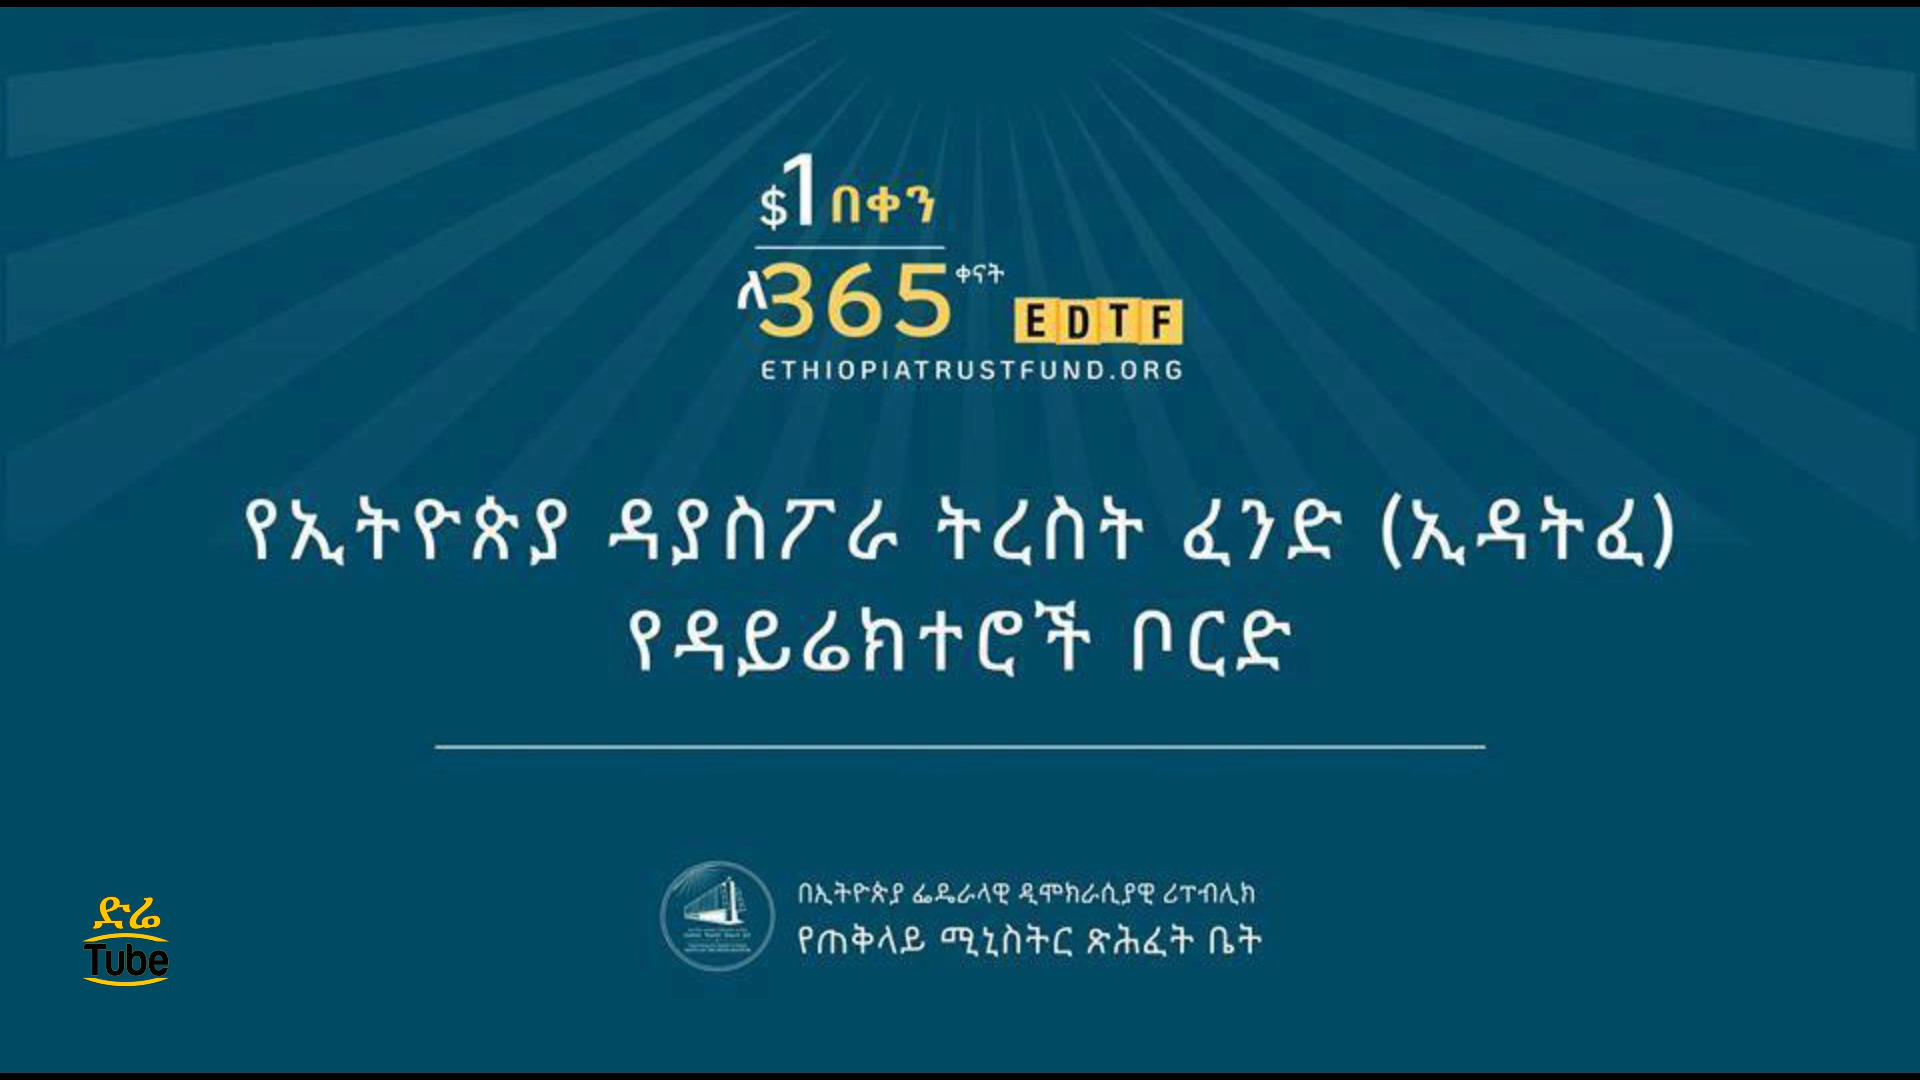 $1 በቀን
ለ365 ቀናት
EDTF
ETHIOPIATRUSTFUND.ORG
የኢትዮጵያ ዳያስፖራ ትረስት ፈንድ (ኢዳትፈ)
የዳይሬክተሮች ቦርድ
በኢትዮጵያ ፌዴራላዊ ዲሞክራሲያዊ ሪፐብሊክ
የጠቅላይ ሚኒስትር ጽሕፈት ቤት
ድሬ
Tube